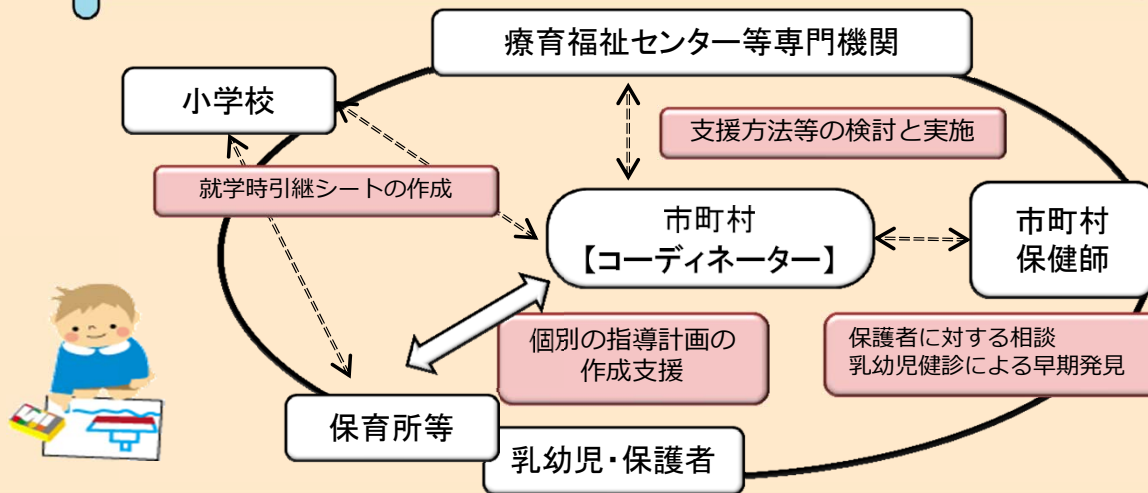 療育福祉センター等専門機関
小学校
支援方法等の検討と実施
就学時引継シートの作成
市町村
【コーディネーター】
市町村
保健師
個別の指導計画の
作成支援
保護者に対する相談
乳幼児健診による早期発見
保育所等
乳幼児・保護者